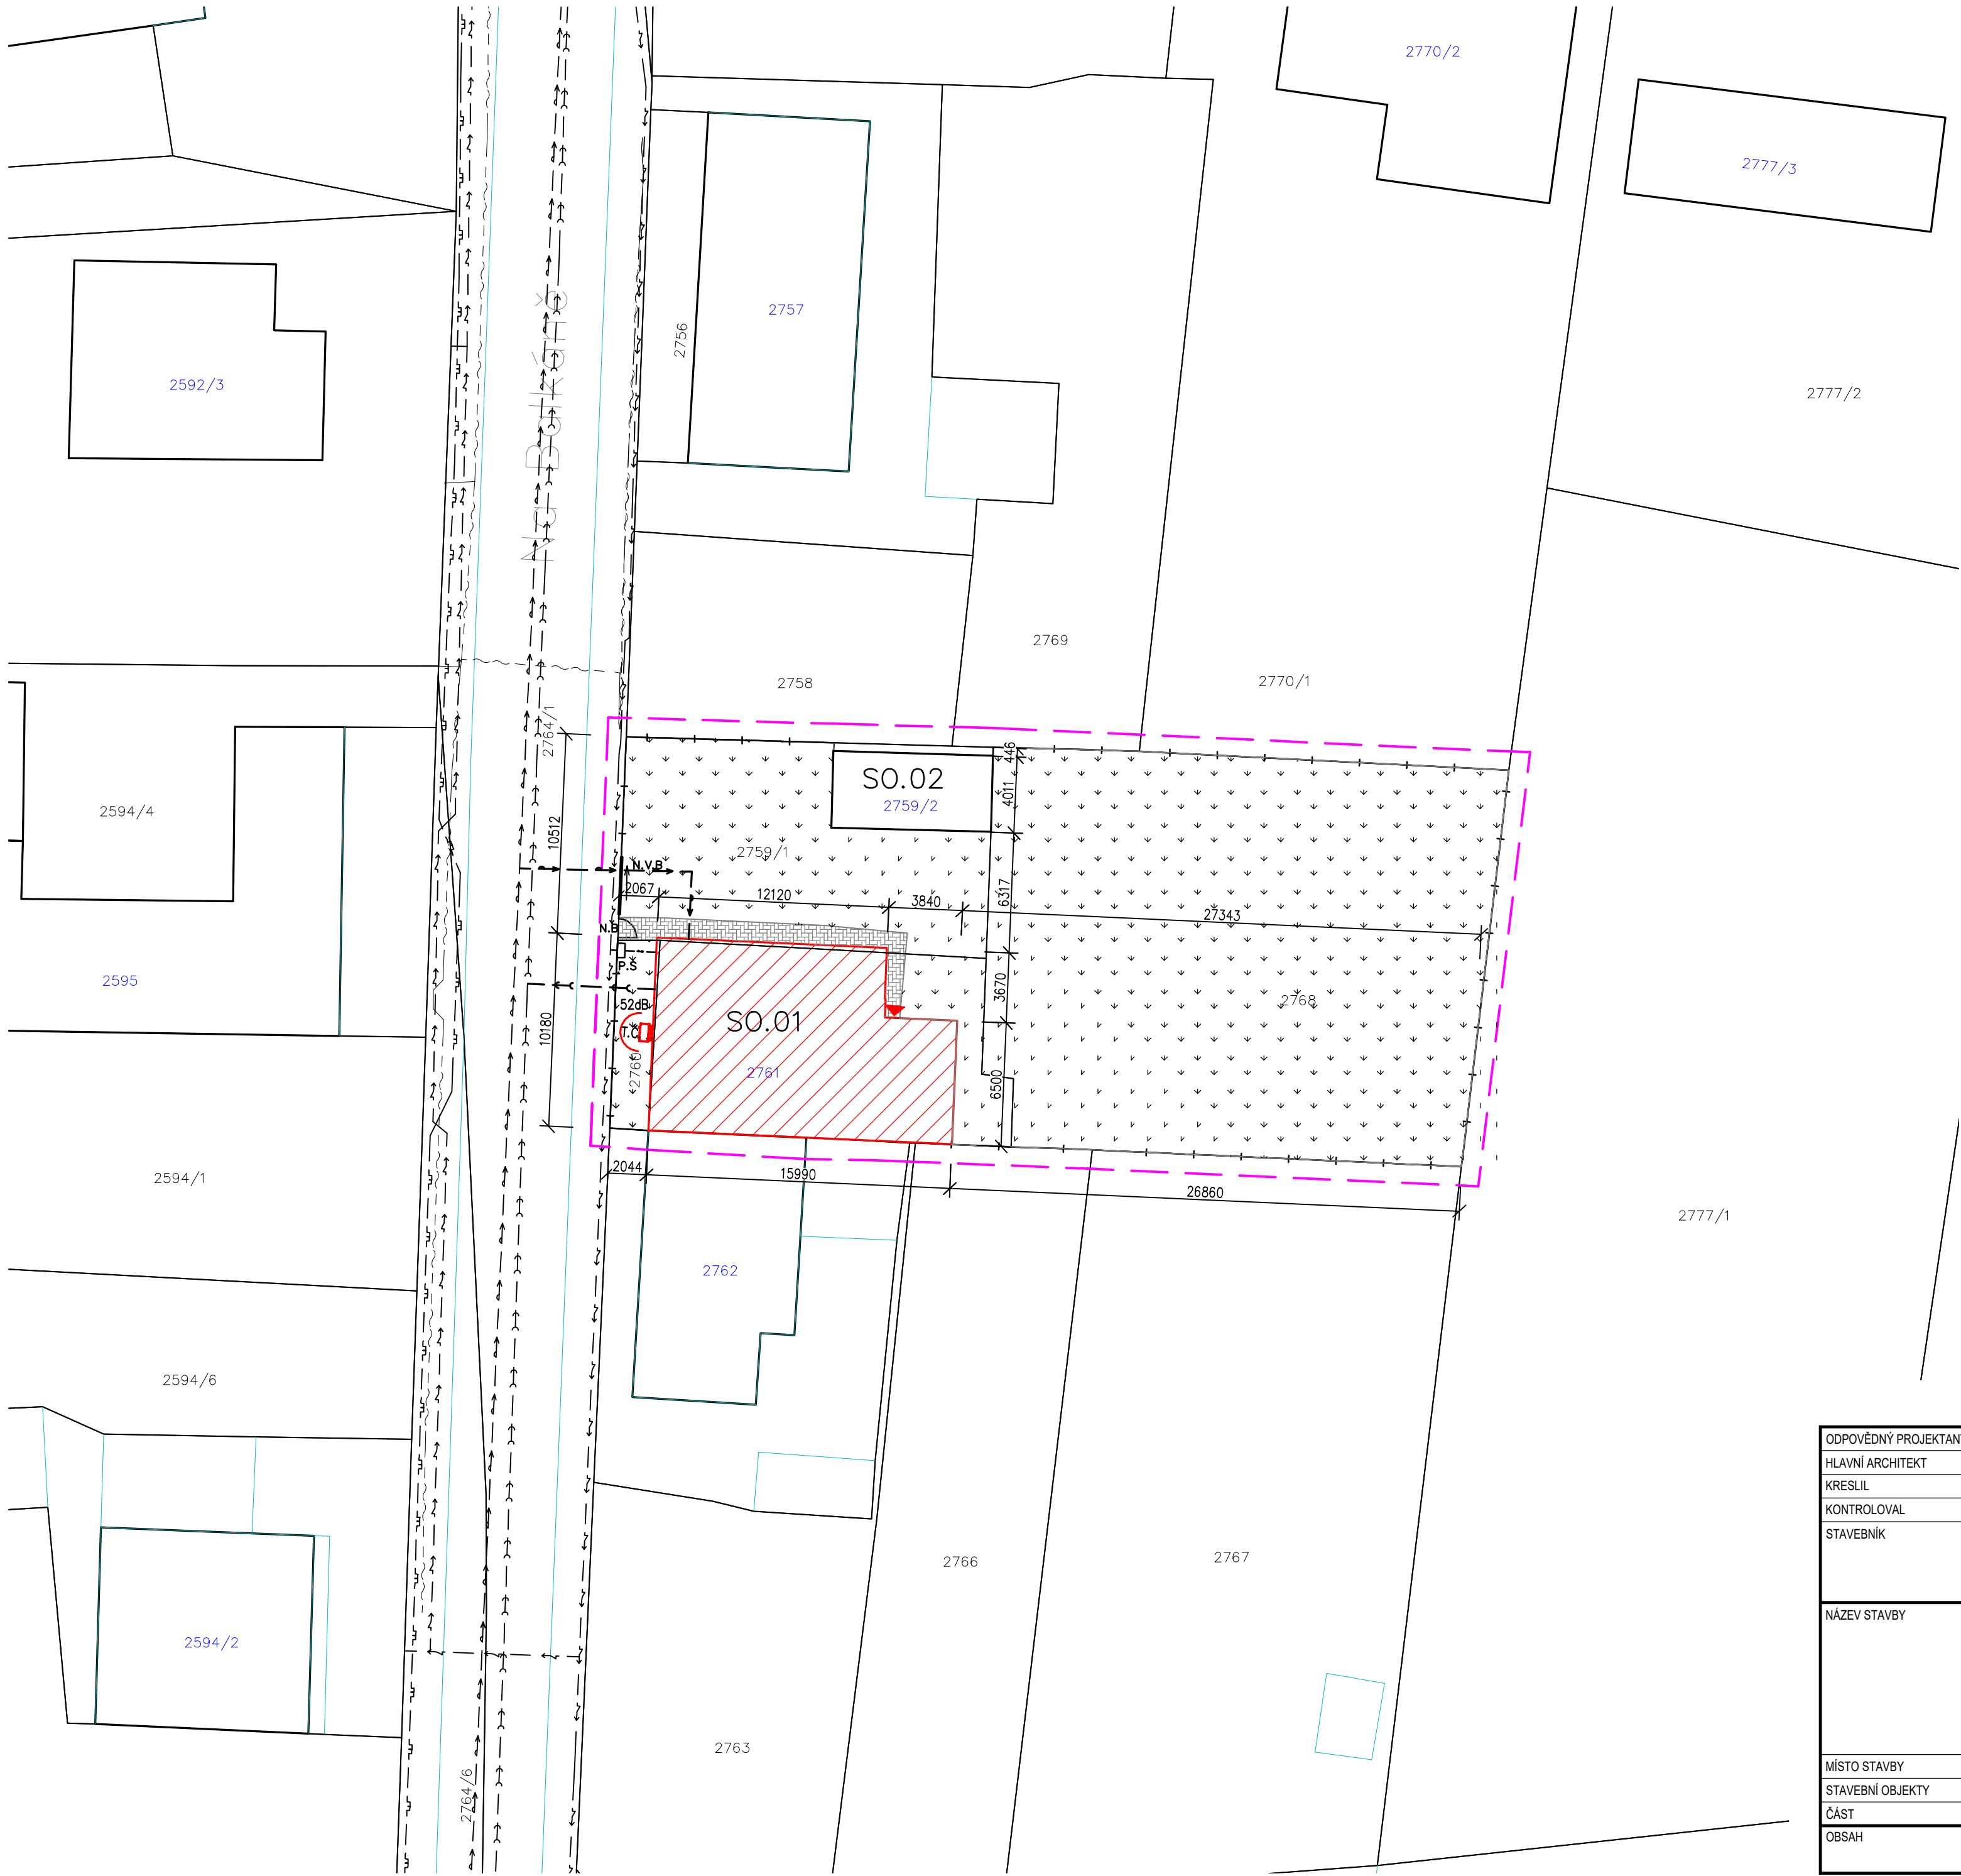 2770/2
2777/3
2757
2756
Na Balkáně
2592/3
2777/2
2769
2758
2770/1
2764/1
446
SO.02
2759/2
4011
2594/4
10512
2759/1
N.V.B
2067
12120
3840
6317
27343
N.B
P.Š
2595
52dB
3670
2768
SO.01
10180
T.Č
2760
2761
6500
2044
15990
26860
2594/1
2777/1
2762
2594/6
ODPOVĚDNÝ PROJEKTANT
HLAVNÍ ARCHITEKT
KRESLIL
KONTROLOVAL
STAVEBNÍK
2766
2767
NÁZEV STAVBY
2594/2
2763
MÍSTO STAVBY
2764/6
STAVEBNÍ OBJEKTY
ČÁST
OBSAH